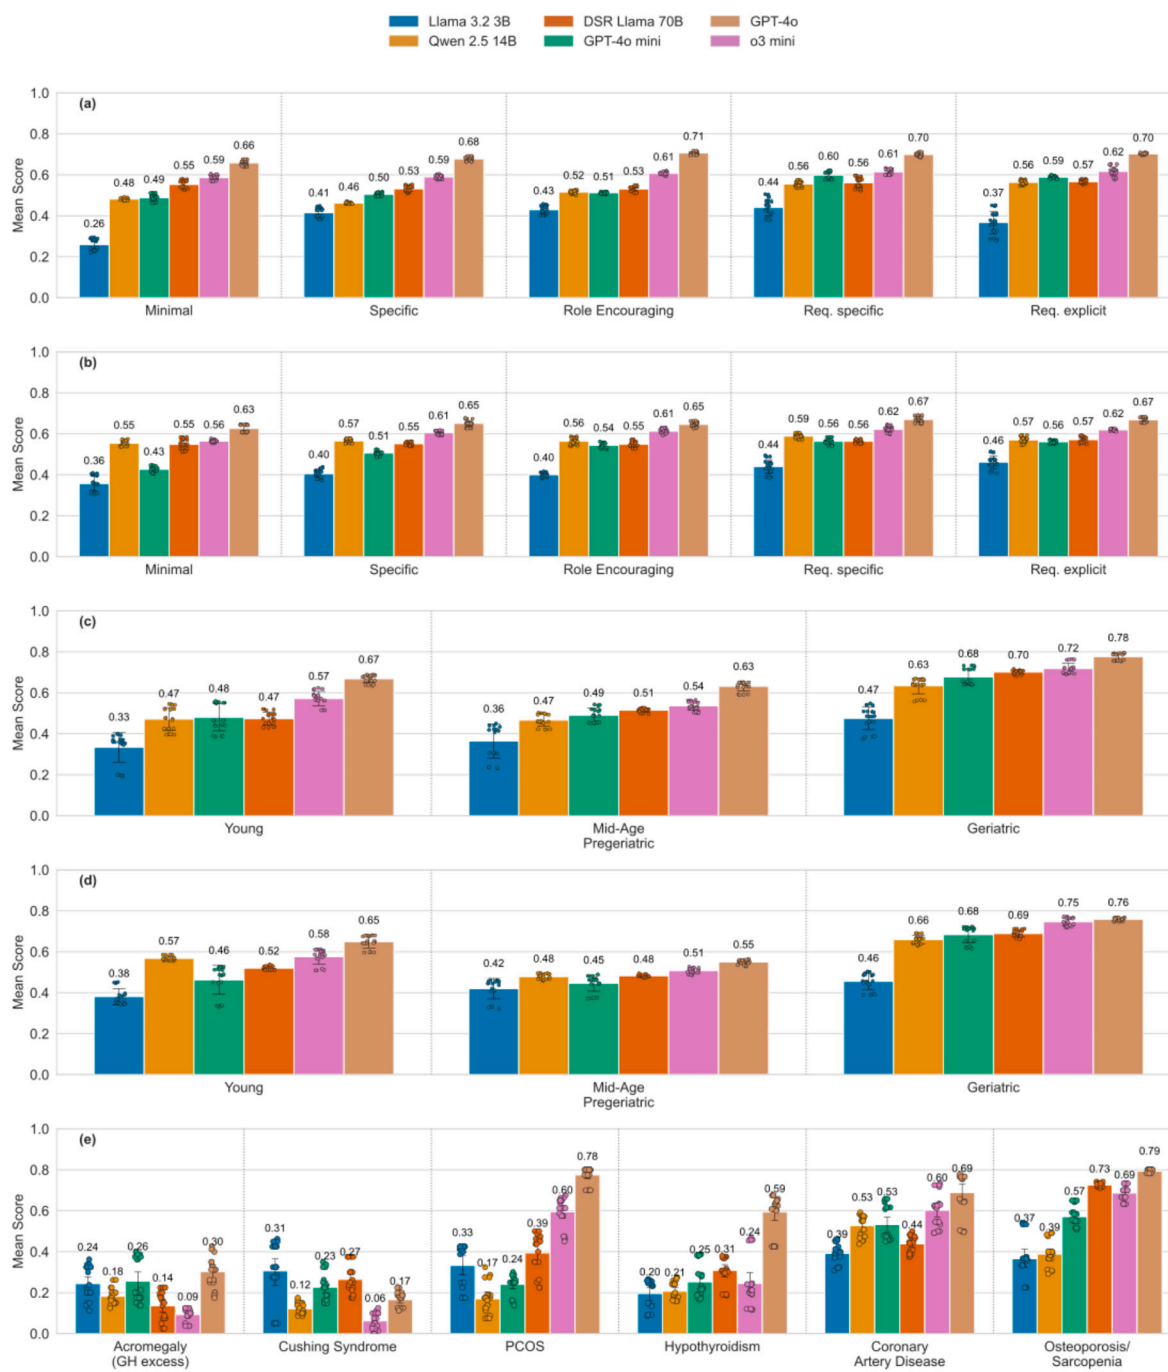 Llama 3.2 3B DSR Llama 70B GPT-4o
Qwen 2.5 14B GPT-4o mini o3 mini
(a)
Mean Score
1.0
0.8
0.6
0.4
0.2
0.0
0.26 0.48 0.49 0.55 0.59 0.66
0.41 0.46 0.50 0.53 0.59 0.68
0.43 0.52 0.51 0.53 0.61 0.71
0.44 0.56 0.60 0.56 0.61 0.70
0.37 0.56 0.59 0.57 0.62 0.70
Minimal Specific Role Encouraging Req. specific Req. explicit
(b)
Mean Score
1.0
0.8
0.6
0.4
0.2
0.0
0.36 0.55 0.43 0.55 0.56 0.63
0.40 0.57 0.51 0.55 0.61 0.65
0.40 0.56 0.54 0.55 0.61 0.65
0.44 0.59 0.56 0.56 0.62 0.67
0.46 0.57 0.56 0.57 0.62 0.67
Minimal Specific Role Encouraging Req. specific Req. explicit
(c)
Mean Score
1.0
0.8
0.6
0.4
0.2
0.0
0.33 0.47 0.48 0.47 0.57 0.67
0.36 0.47 0.49 0.51 0.54 0.63
0.47 0.63 0.68 0.70 0.72 0.78
Young Mid-Age Geriatric
Pregeriatric
(d)
Mean Score
1.0
0.8
0.6
0.4
0.2
0.0
0.38 0.57 0.46 0.52 0.58 0.65
0.42 0.48 0.45 0.48 0.51 0.55
0.46 0.66 0.68 0.69 0.75 0.76
Young Mid-Age Geriatric
Pregeriatric
(e)
Mean Score
1.0
0.8
0.6
0.4
0.2
0.0
0.24 0.18 0.26 0.14 0.09 0.30
0.31 0.12 0.23 0.27 0.06 0.17
0.33 0.17 0.24 0.39 0.60 0.78
0.20 0.21 0.25 0.31 0.24 0.59
0.39 0.53 0.53 0.44 0.60 0.69
0.37 0.39 0.57 0.73 0.69 0.79
Acromegaly Cushing Syndrome PCOS Hypothyroidism Coronary Osteoporosis/
(GH excess) Artery Disease Sarcopenia